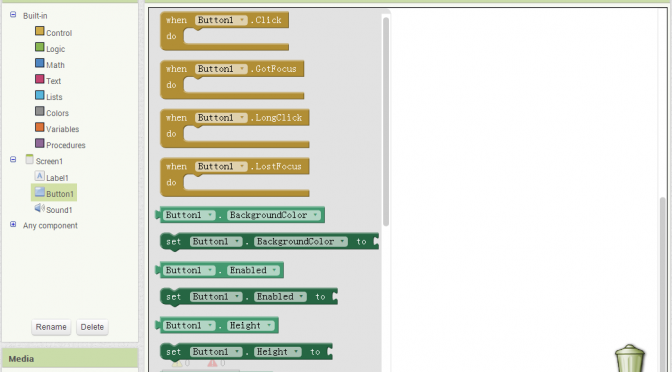 Built-in
Control
Logic
Math
Text
Lists
Colors
Variables
Procedures
Screen1
Label1
Button1
Sound1
Any component
Rename Delete
Media
when Button1 .Click
do
when Button1 .GotFocus
do
when Button1 .LongClick
do
when Button1 .LostFocus
do
Button1 . BackgroundColor
set Button1 . BackgroundColor to
Button1 . Enabled
set Button1 . Enabled to
Button1 . Height
set Button1 . Height to
0 0